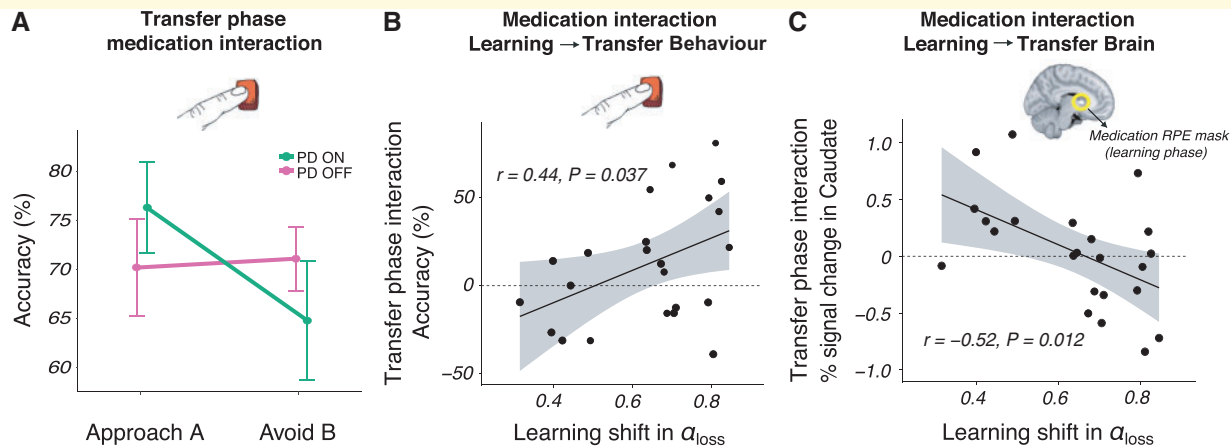 A
Transfer phase
medication interaction
PD ON
PD OFF
Accuracy (%)
80
75
70
65
60
Approach A
Avoid B
B
Medication interaction
Learning → Transfer Behaviour
r = 0.44, P = 0.037
Transfer phase interaction
Accuracy (%)
50
0
−50
0.4
0.6
0.8
Learning shift in αloss
C
Medication interaction
Learning → Transfer Brain
Medication RPE mask
(learning phase)
Transfer phase interaction
% signal change in Caudate
1.0
0.5
0
-0.5
-1.0
r = −0.52, P = 0.012
0.4
0.6
0.8
Learning shift in αloss